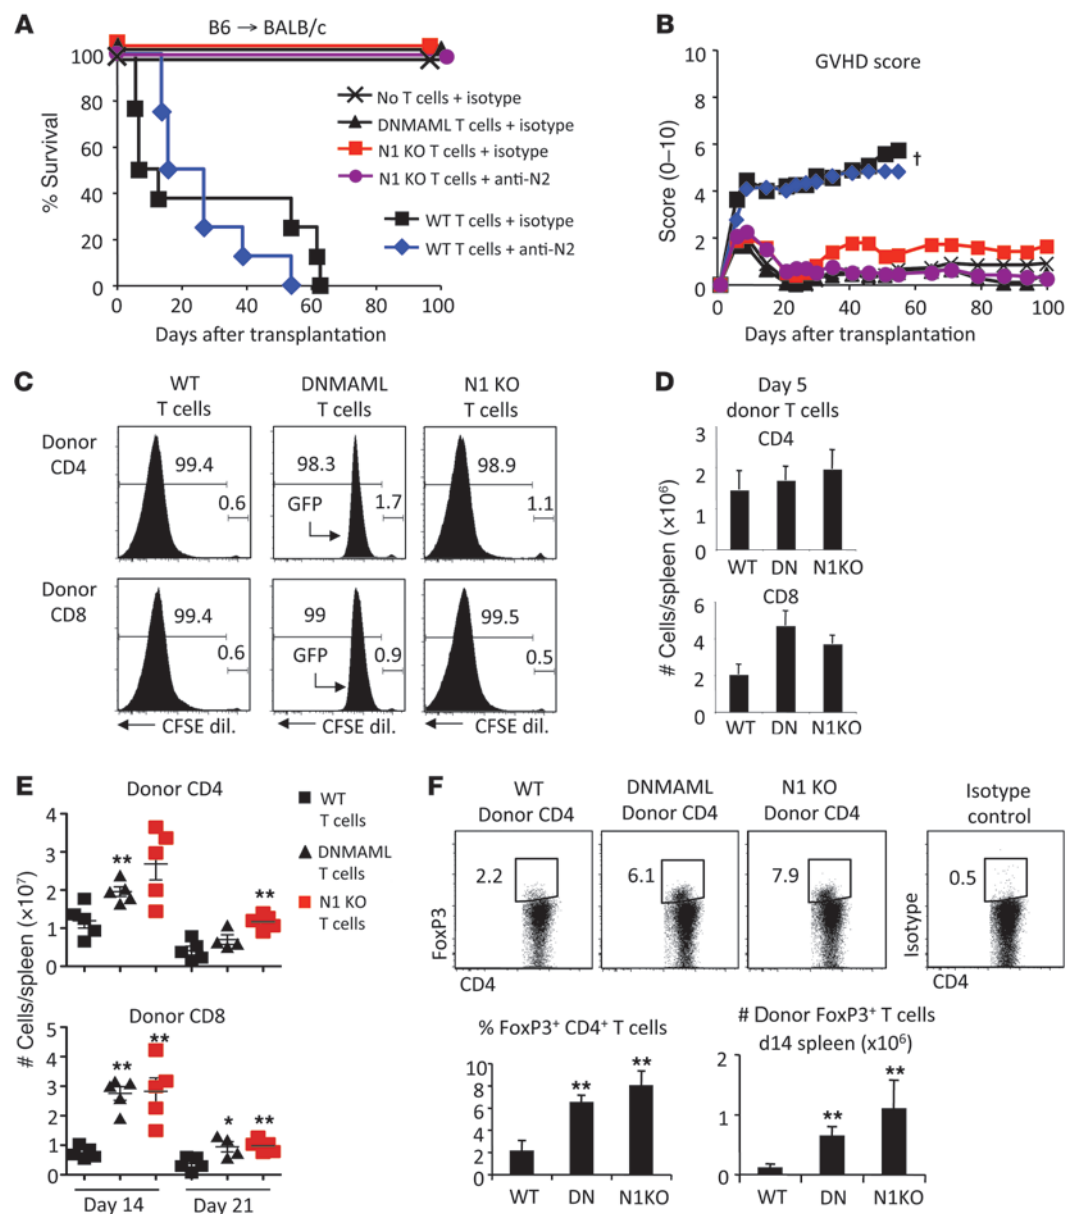 A
B6 → BALB/c
100
80
60
40
20
0
% Survival
0 20 40 60 80 100
Days after transplantation
No T cells + isotype
DNMAML T cells + isotype
N1 KO T cells + isotype
N1 KO T cells + anti-N2
WT T cells + isotype
WT T cells + anti-N2
B
GVHD score
10
8
6
4
2
0
Score (0–10)
†
0 20 40 60 80 100
Days after transplantation
C
WT
T cells
DNMAML
T cells
N1 KO
T cells
Donor
CD4
99.4
0.6
98.3
GFP
1.7
98.9
1.1
Donor
CD8
99.4
0.6
99
GFP
0.9
99.5
0.5
← CFSE dil.
← CFSE dil.
← CFSE dil.
D
Day 5
donor T cells
CD4
3
2
1
0
WT DN N1KO
CD8
6
4
2
0
WT DN N1KO
# Cells/spleen (×10⁶)
E
Donor CD4
4
3
2
1
0
**
**
WT
T cells
DNMAML
T cells
N1 KO
T cells
# Cells/spleen (×10⁷)
Donor CD8
5
4
3
2
1
0
**
**
*
**
Day 14 Day 21
F
WT
Donor CD4
DNMAML
Donor CD4
N1 KO
Donor CD4
Isotype
control
2.2
6.1
7.9
0.5
FoxP3
CD4
Isotype
CD4
% FoxP3⁺ CD4⁺ T cells
10
8
6
4
2
0
**
**
WT DN N1KO
# Donor FoxP3⁺ T cells
d14 spleen (x10⁶)
2
1
0
**
**
WT DN N1KO